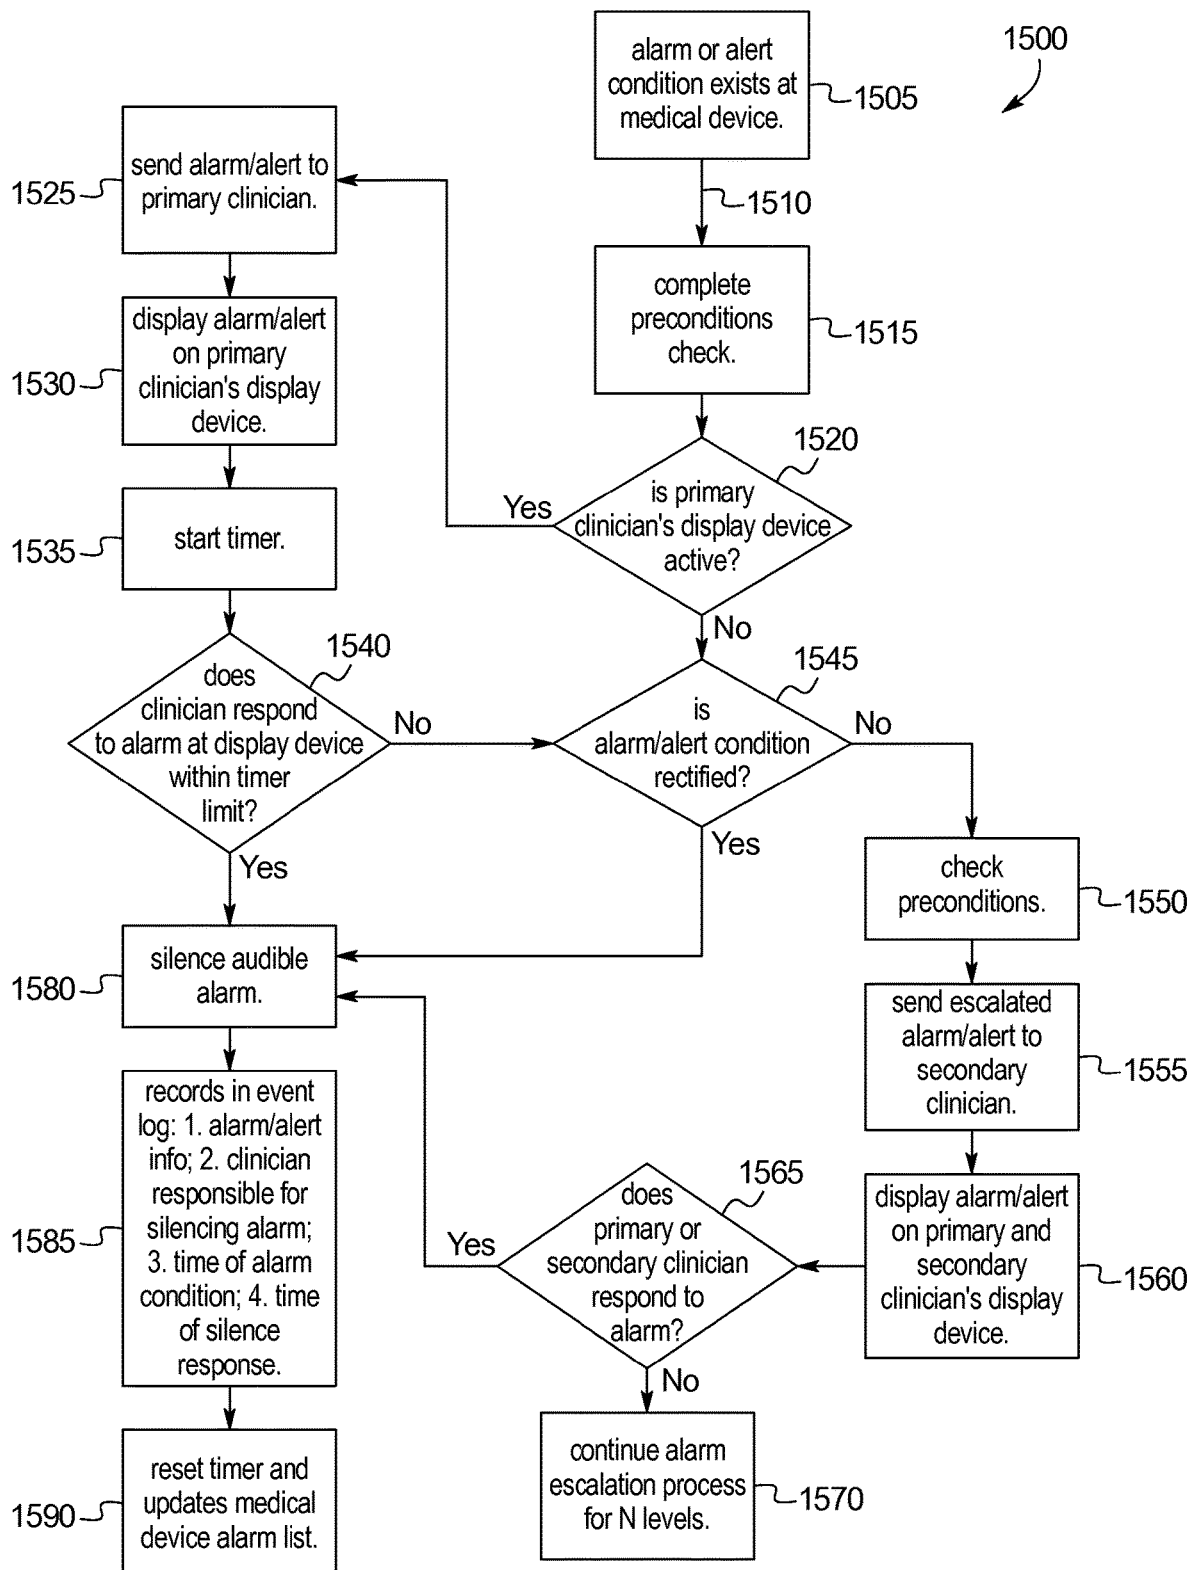 1500
alarm or alert
condition exists at
medical device.
1505
1510
complete
preconditions
check.
1515
1520
is primary
clinician's display device
active?
Yes
No
send alarm/alert to
primary clinician.
1525
display alarm/alert
on primary
clinician's display
device.
1530
start timer.
1535
1540
does
clinician respond
to alarm at display device
within timer
limit?
No
Yes
1545
is
alarm/alert condition
rectified?
No
Yes
check
preconditions.
1550
send escalated
alarm/alert to
secondary
clinician.
1555
display alarm/alert
on primary and
secondary
clinician's display
device.
1560
1565
does
primary or
secondary clinician
respond to
alarm?
Yes
No
continue alarm
escalation process
for N levels.
1570
silence audible
alarm.
1580
records in event
log: 1. alarm/alert
info; 2. clinician
responsible for
silencing alarm;
3. time of alarm
condition; 4. time
of silence
response.
1585
reset timer and
updates medical
device alarm list.
1590